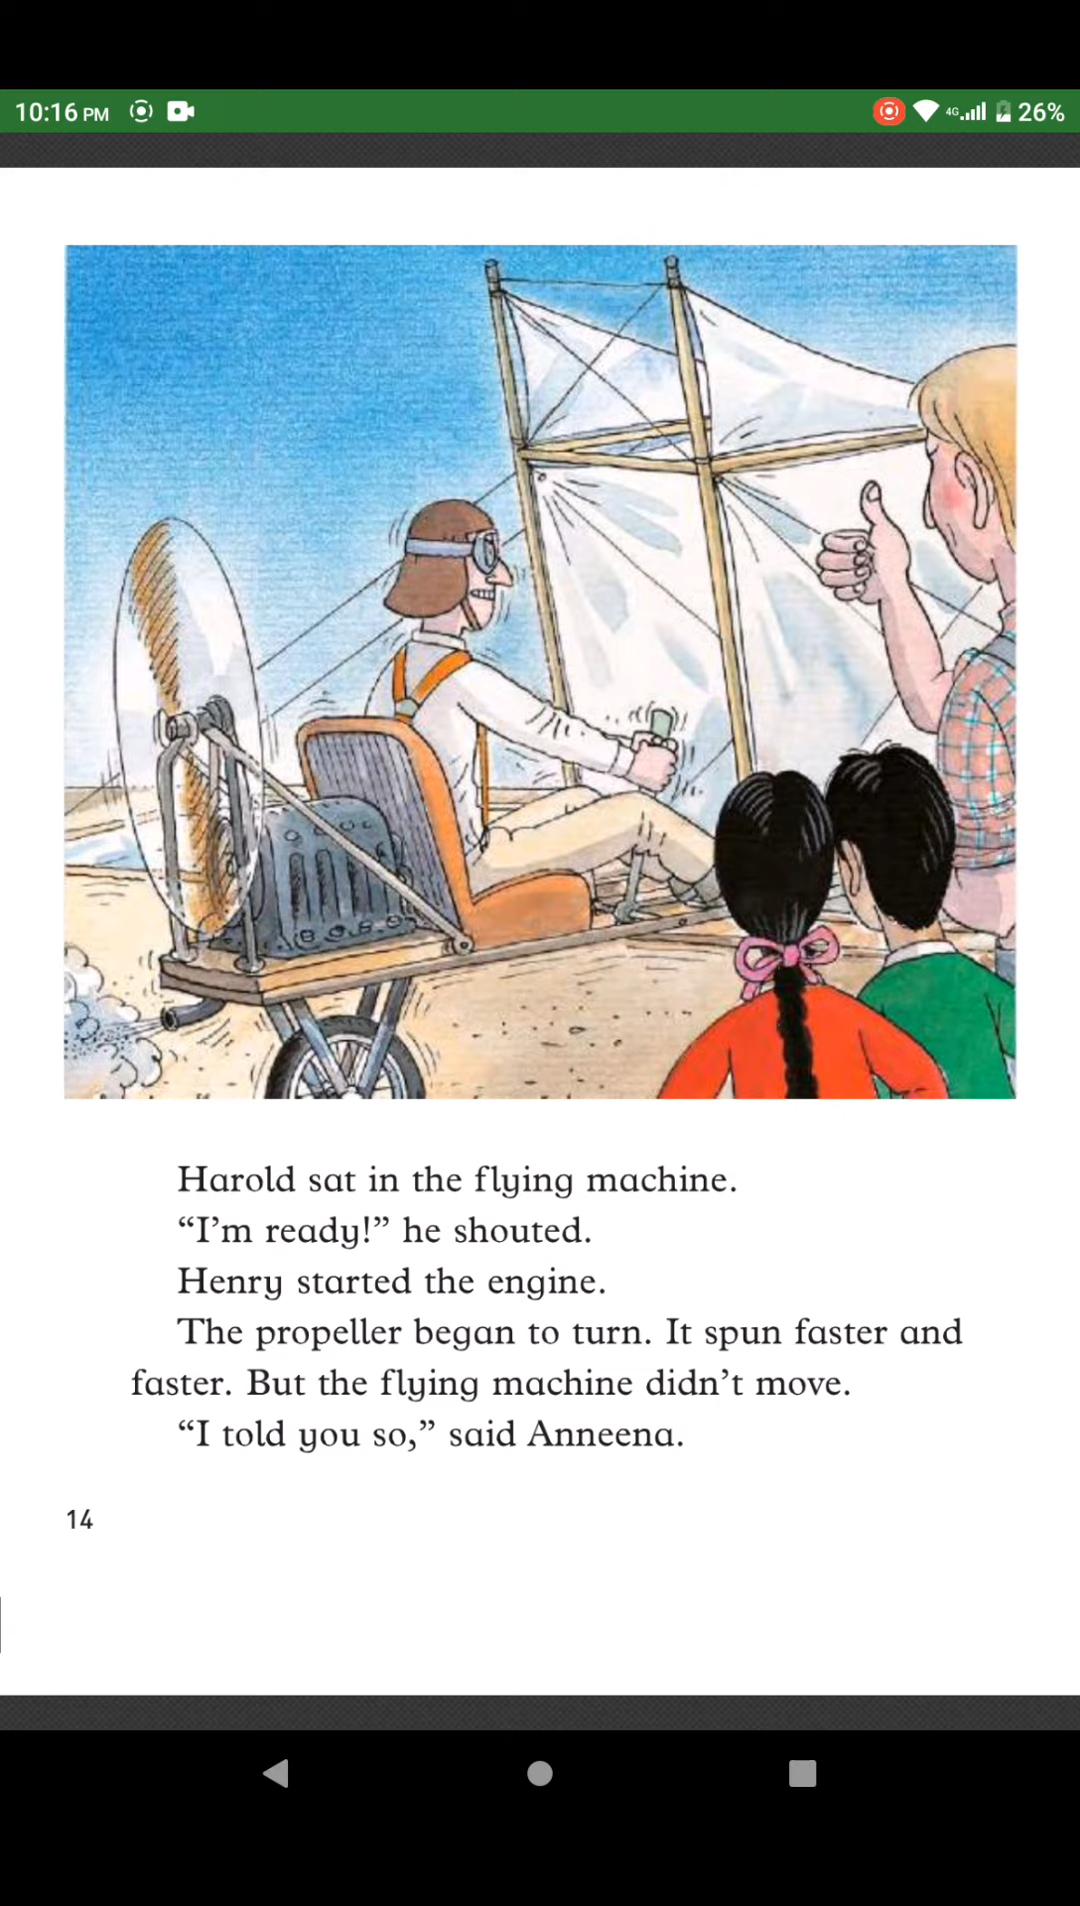 10:16 PM
4G 26%
Harold sat in the flying machine.
“I’m ready!” he shouted.
Henry started the engine.
The propeller began to turn. It spun faster and
faster. But the flying machine didn’t move.
“I told you so,” said Anneena.
14